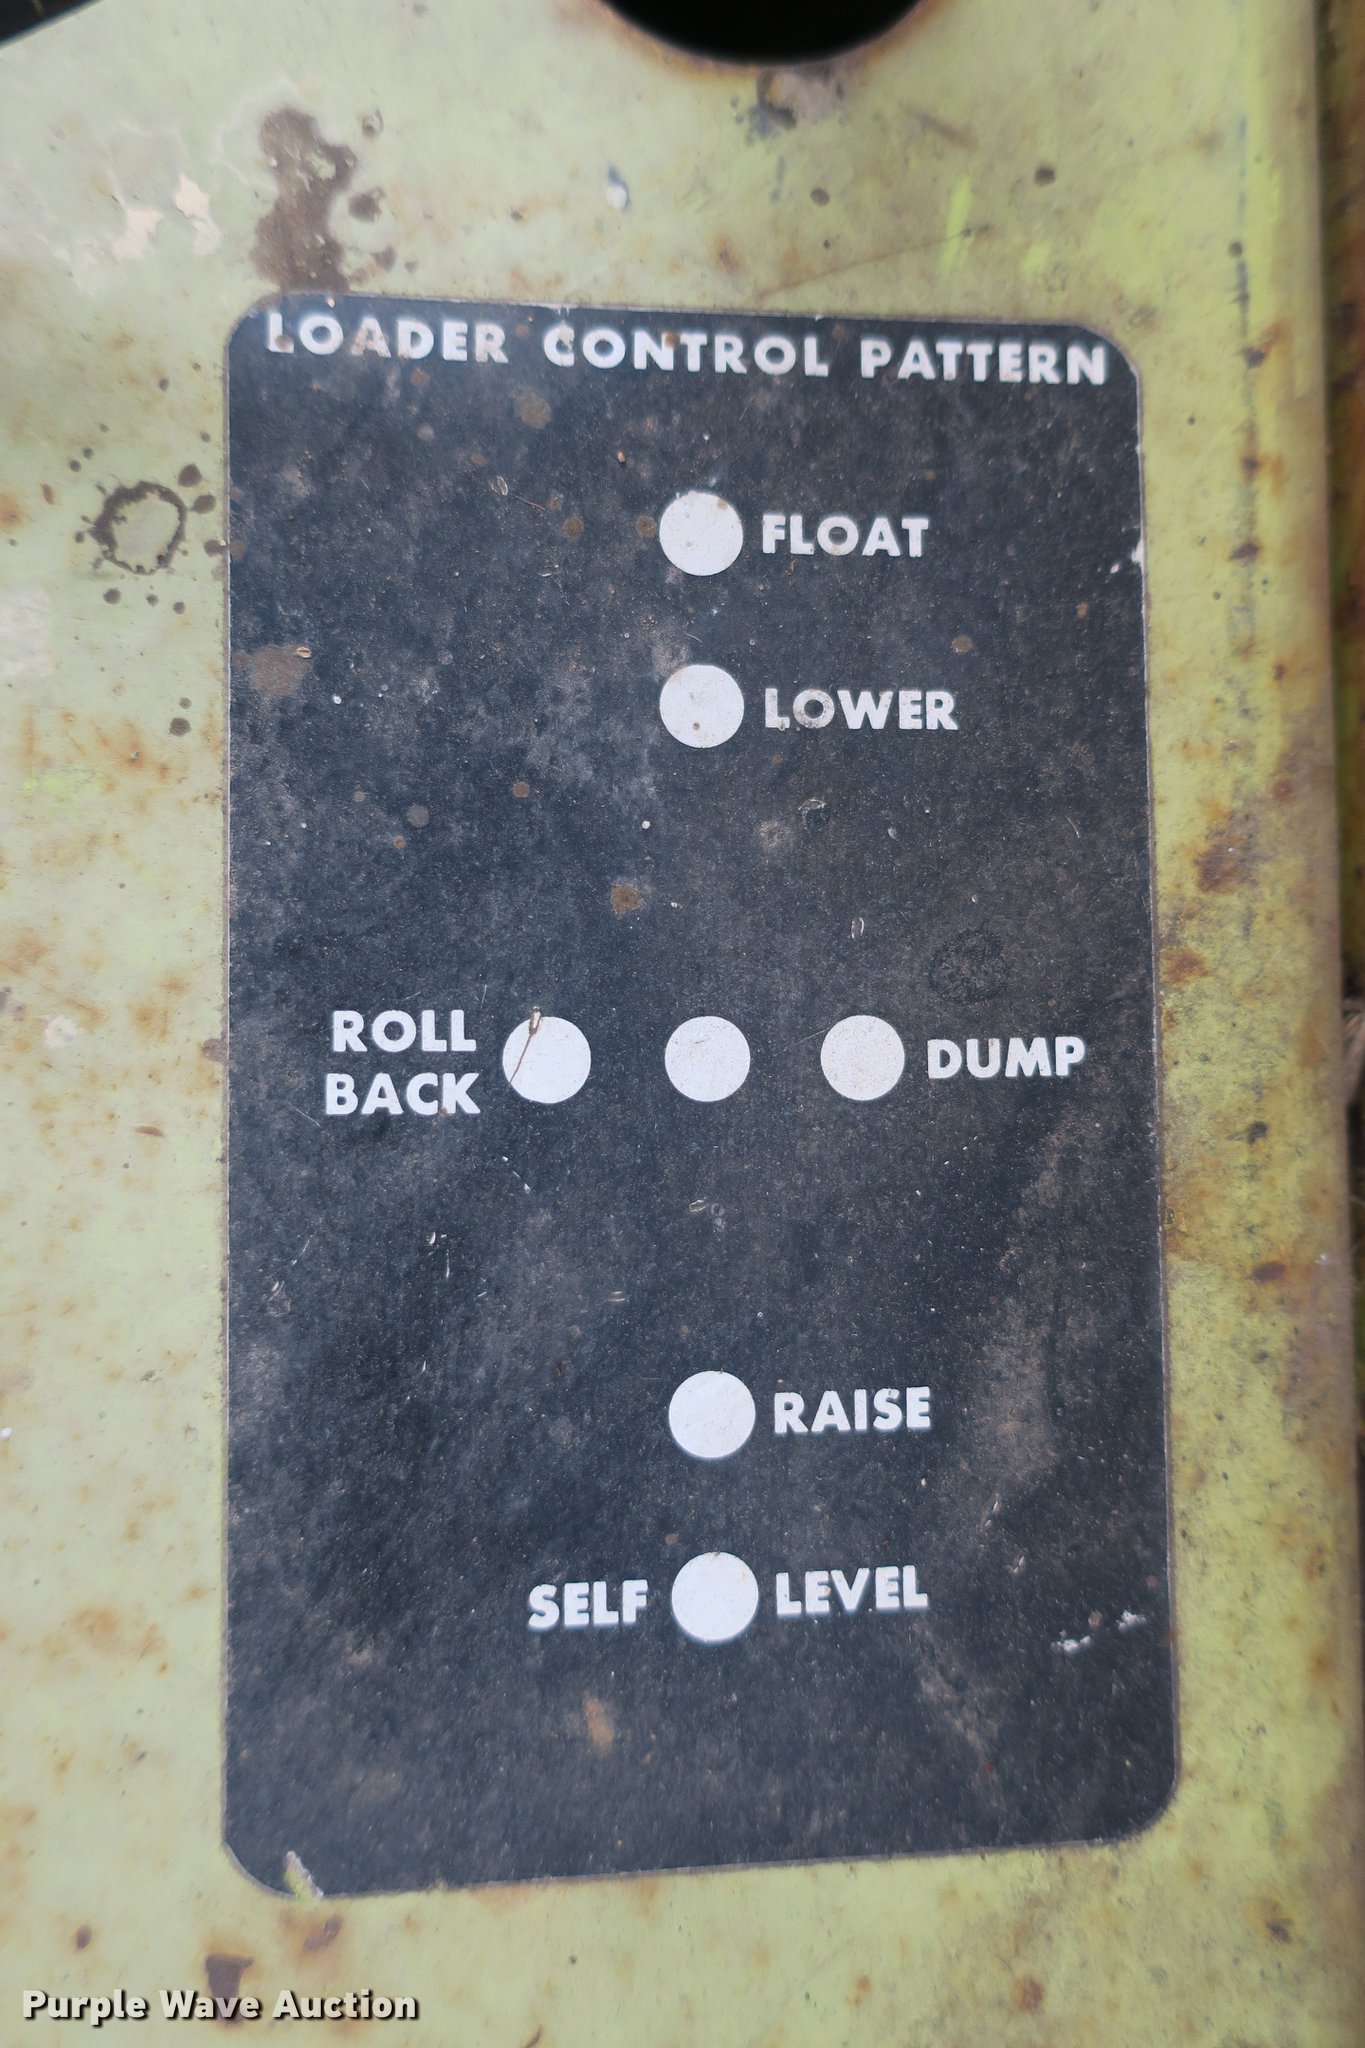 LOADER CONTROL PATTERN
FLOAT
LOWER
ROLL
BACK
DUMP
RAISE
SELF LEVEL
Purple Wave Auction